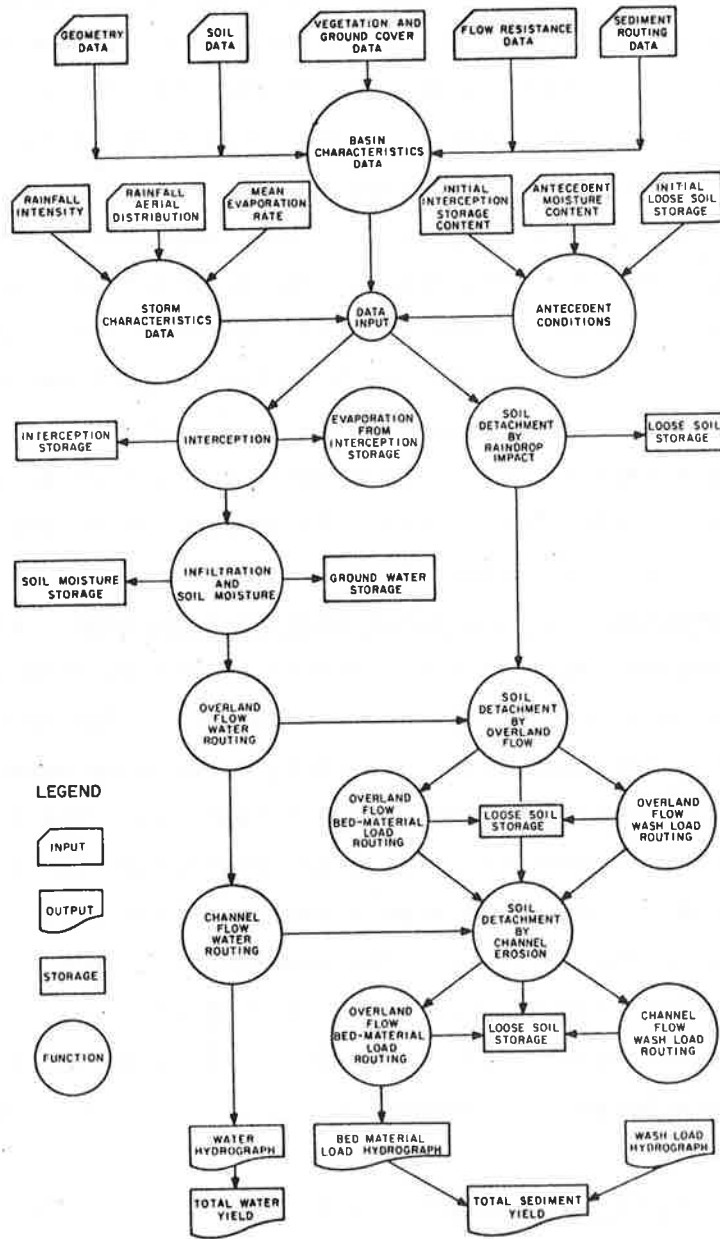 GEOMETRY
DATA
SOIL
DATA
VEGETATION AND
GROUND COVER
DATA
FLOW RESISTANCE
DATA
SEDIMENT
ROUTING
DATA
BASIN
CHARACTERISTICS
DATA
RAINFALL
INTENSITY
RAINFALL
AERIAL
DISTRIBUTION
MEAN
EVAPORATION
RATE
INITIAL
INTERCEPTION
STORAGE
CONTENT
ANTECEDENT
MOISTURE
CONTENT
INITIAL
LOOSE SOIL
STORAGE
STORM
CHARACTERISTICS
DATA
DATA
INPUT
ANTECEDENT
CONDITIONS
INTERCEPTION
STORAGE
INTERCEPTION
EVAPORATION
FROM
INTERCEPTION
STORAGE
SOIL
DETACHMENT
BY
RAINDROP
IMPACT
LOOSE SOIL
STORAGE
SOIL MOISTURE
STORAGE
INFILTRATION
AND
SOIL MOISTURE
GROUND WATER
STORAGE
OVERLAND
FLOW
WATER
ROUTING
SOIL
DETACHMENT
BY
OVERLAND
FLOW
LEGEND
INPUT
OUTPUT
STORAGE
FUNCTION
OVERLAND
FLOW
BED-MATERIAL
LOAD
ROUTING
LOOSE SOIL
STORAGE
OVERLAND
FLOW
WASH LOAD
ROUTING
CHANNEL
FLOW
WATER
ROUTING
SOIL
DETACHMENT
BY
CHANNEL
EROSION
OVERLAND
FLOW
BED-MATERIAL
LOAD
ROUTING
LOOSE SOIL
STORAGE
CHANNEL
FLOW
WASH LOAD
ROUTING
WATER
HYDROGRAPH
BED MATERIAL
LOAD HYDROGRAPH
WASH LOAD
HYDROGRAPH
TOTAL WATER
YIELD
TOTAL SEDIMENT
YIELD